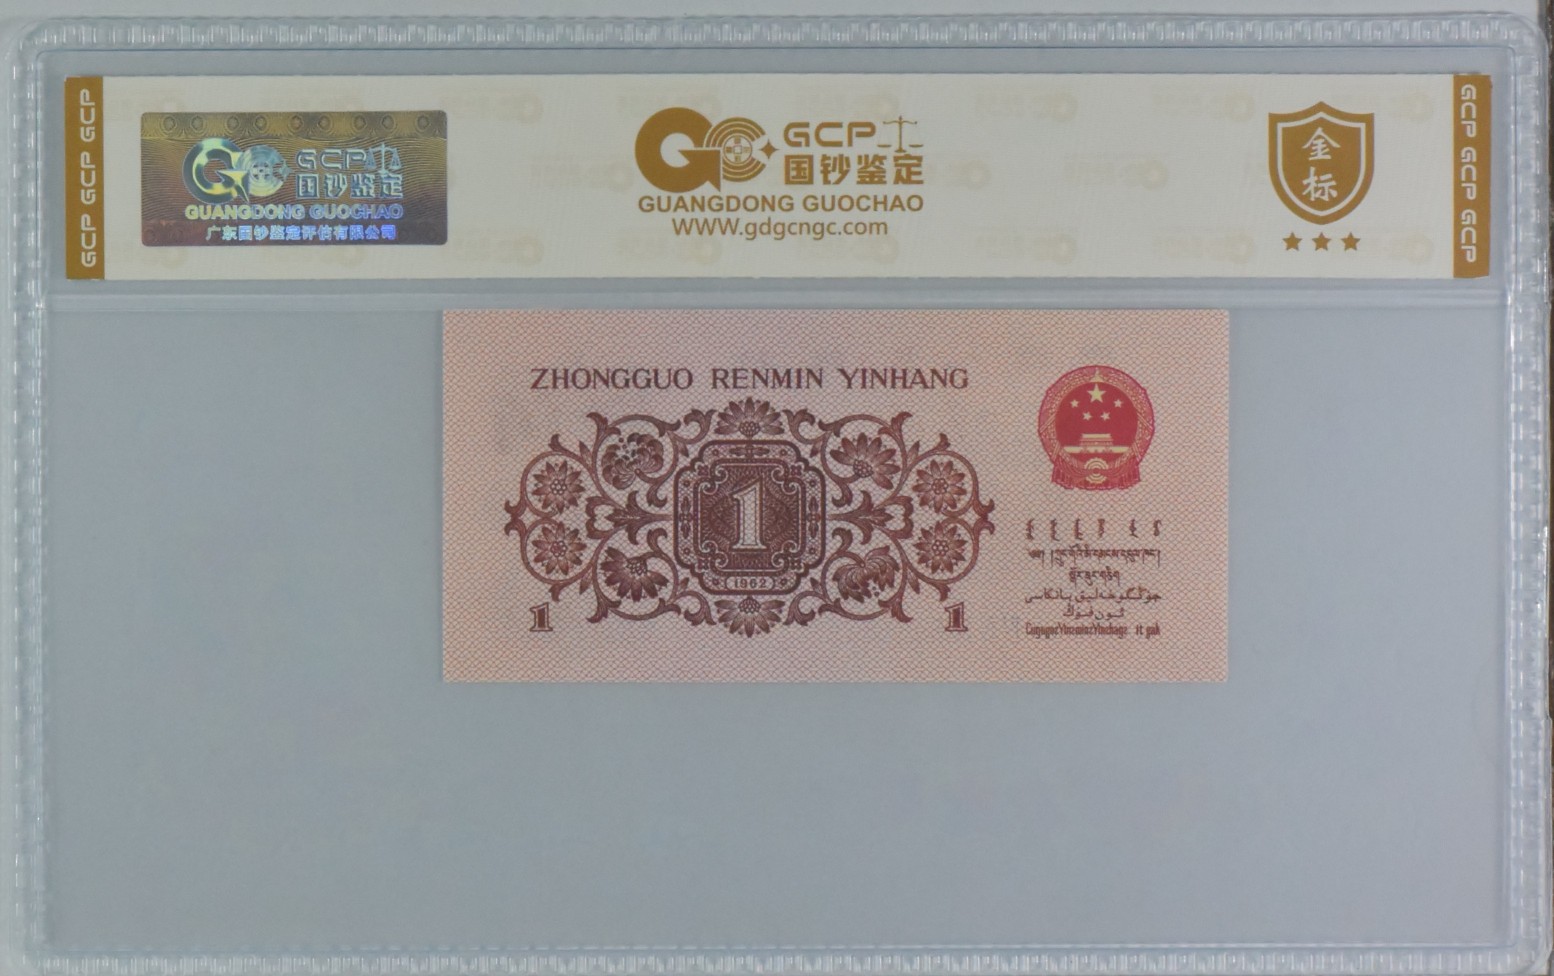 GCP GCP GCP
GCP
国钞鉴定
GUANGDONG GUOCHAO
广东国钞鉴定评估有限公司
GCP
国钞鉴定
GUANGDONG GUOCHAO
WWW.gdgcngc.com
金
标
GCP GCP GCP
ZHONGGUO RENMIN YINHANG
1
(1962)
1 1